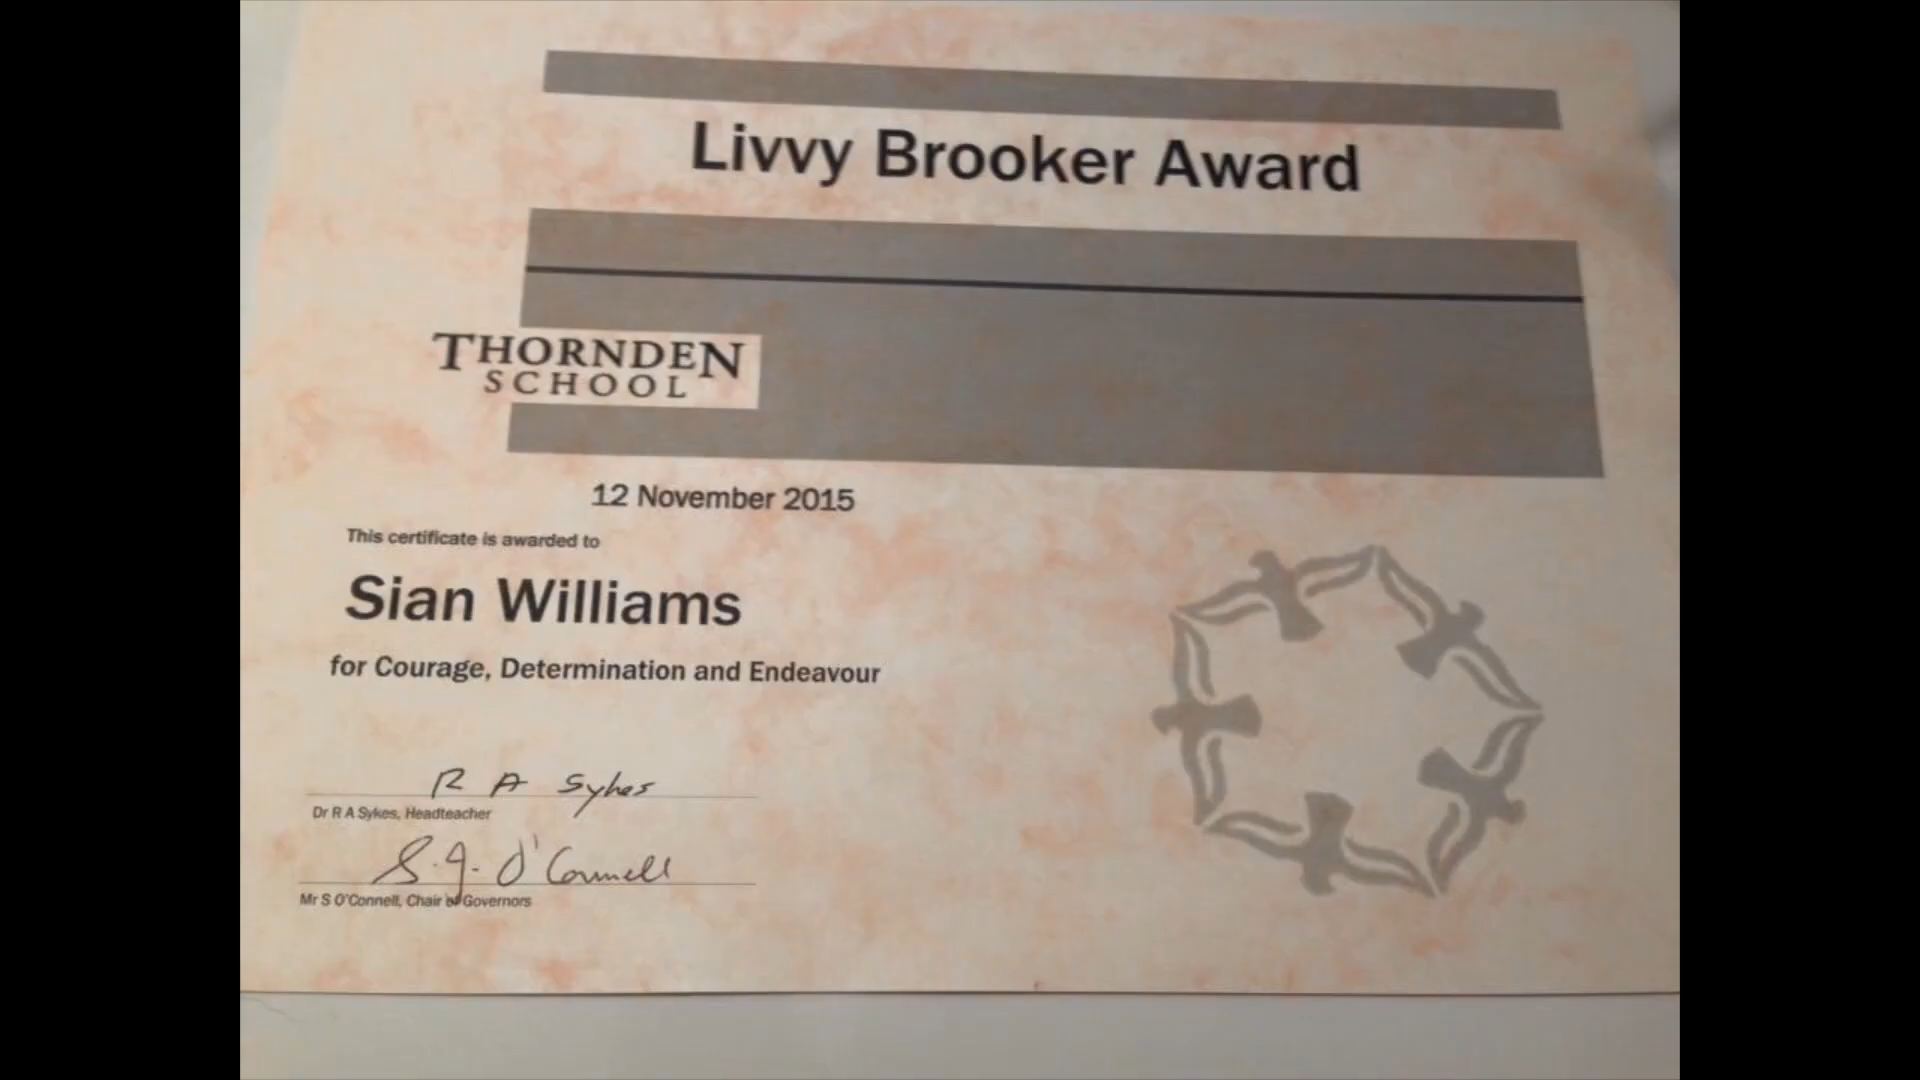 Livvy Brooker Award
THORNDEN
SCHOOL
12 November 2015
This certificate is awarded to
Sian Williams
for Courage, Determination and Endeavour
R A Sykes
Dr R A Sykes, Headteacher
S.J. O'Connell
Mr S O'Connell, Chair of Governors